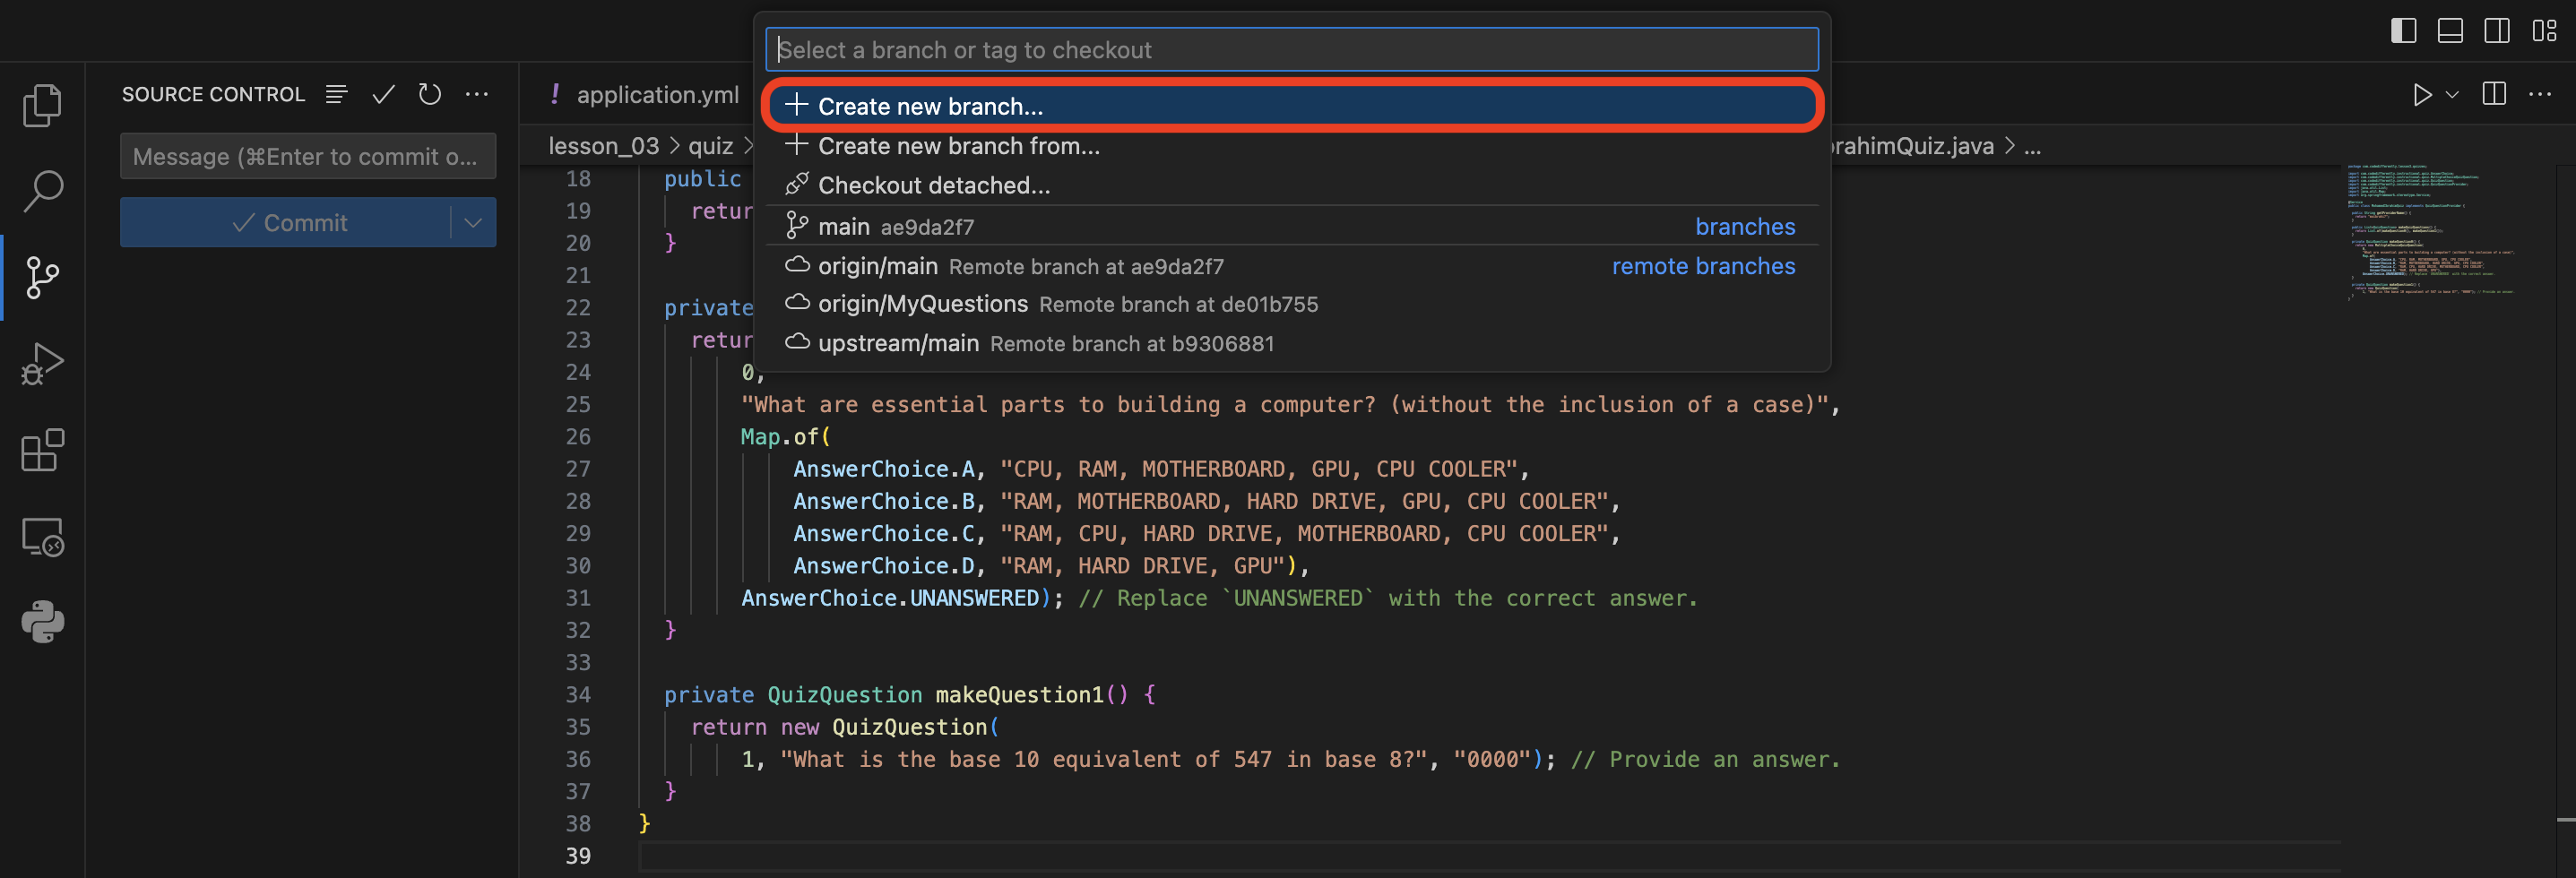 Select a branch or tag to checkout
SOURCE CONTROL
! application.yml
+ Create new branch...
Message (⌘Enter to commit o...
lesson_03 > quiz >
rahimQuiz.java > ...
+ Create new branch from...
Checkout detached...
Commit
main ae9da2f7 branches
origin/main Remote branch at ae9da2f7 remote branches
origin/MyQuestions Remote branch at de01b755
upstream/main Remote branch at b9306881
18 public
19 retur
20 }
21
22 private
23 retur
24 0,
25 "What are essential parts to building a computer? (without the inclusion of a case)",
26 Map.of(
27 AnswerChoice.A, "CPU, RAM, MOTHERBOARD, GPU, CPU COOLER",
28 AnswerChoice.B, "RAM, MOTHERBOARD, HARD DRIVE, GPU, CPU COOLER",
29 AnswerChoice.C, "RAM, CPU, HARD DRIVE, MOTHERBOARD, CPU COOLER",
30 AnswerChoice.D, "RAM, HARD DRIVE, GPU"),
31 AnswerChoice.UNANSWERED); // Replace `UNANSWERED` with the correct answer.
32 }
33
34 private QuizQuestion makeQuestion1() {
35 return new QuizQuestion(
36 1, "What is the base 10 equivalent of 547 in base 8?", "0000"); // Provide an answer.
37 }
38 }
39